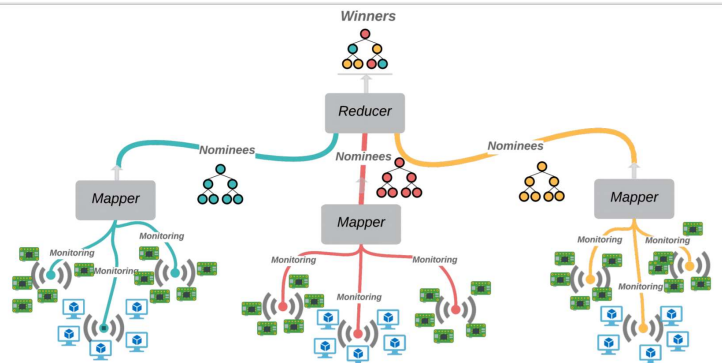 Winners
Reducer
Nominees
Nominees
Nominees
Mapper
Mapper
Mapper
Monitoring
Monitoring
Monitoring
Monitoring
Monitoring
Monitoring
Monitoring
Monitoring
Monitoring